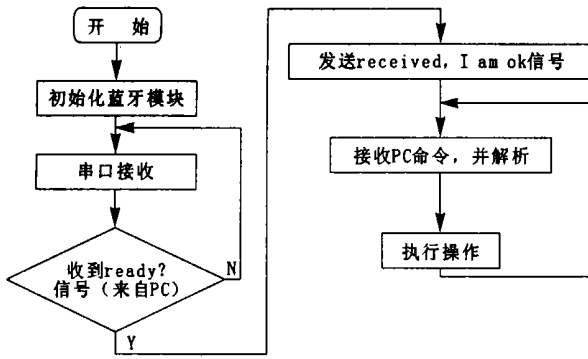 开 始
初始化蓝牙模块
串口接收
收到ready?
信号（来自PC）
N
Y
发送received, I am ok信号
接收PC命令，并解析
执行操作